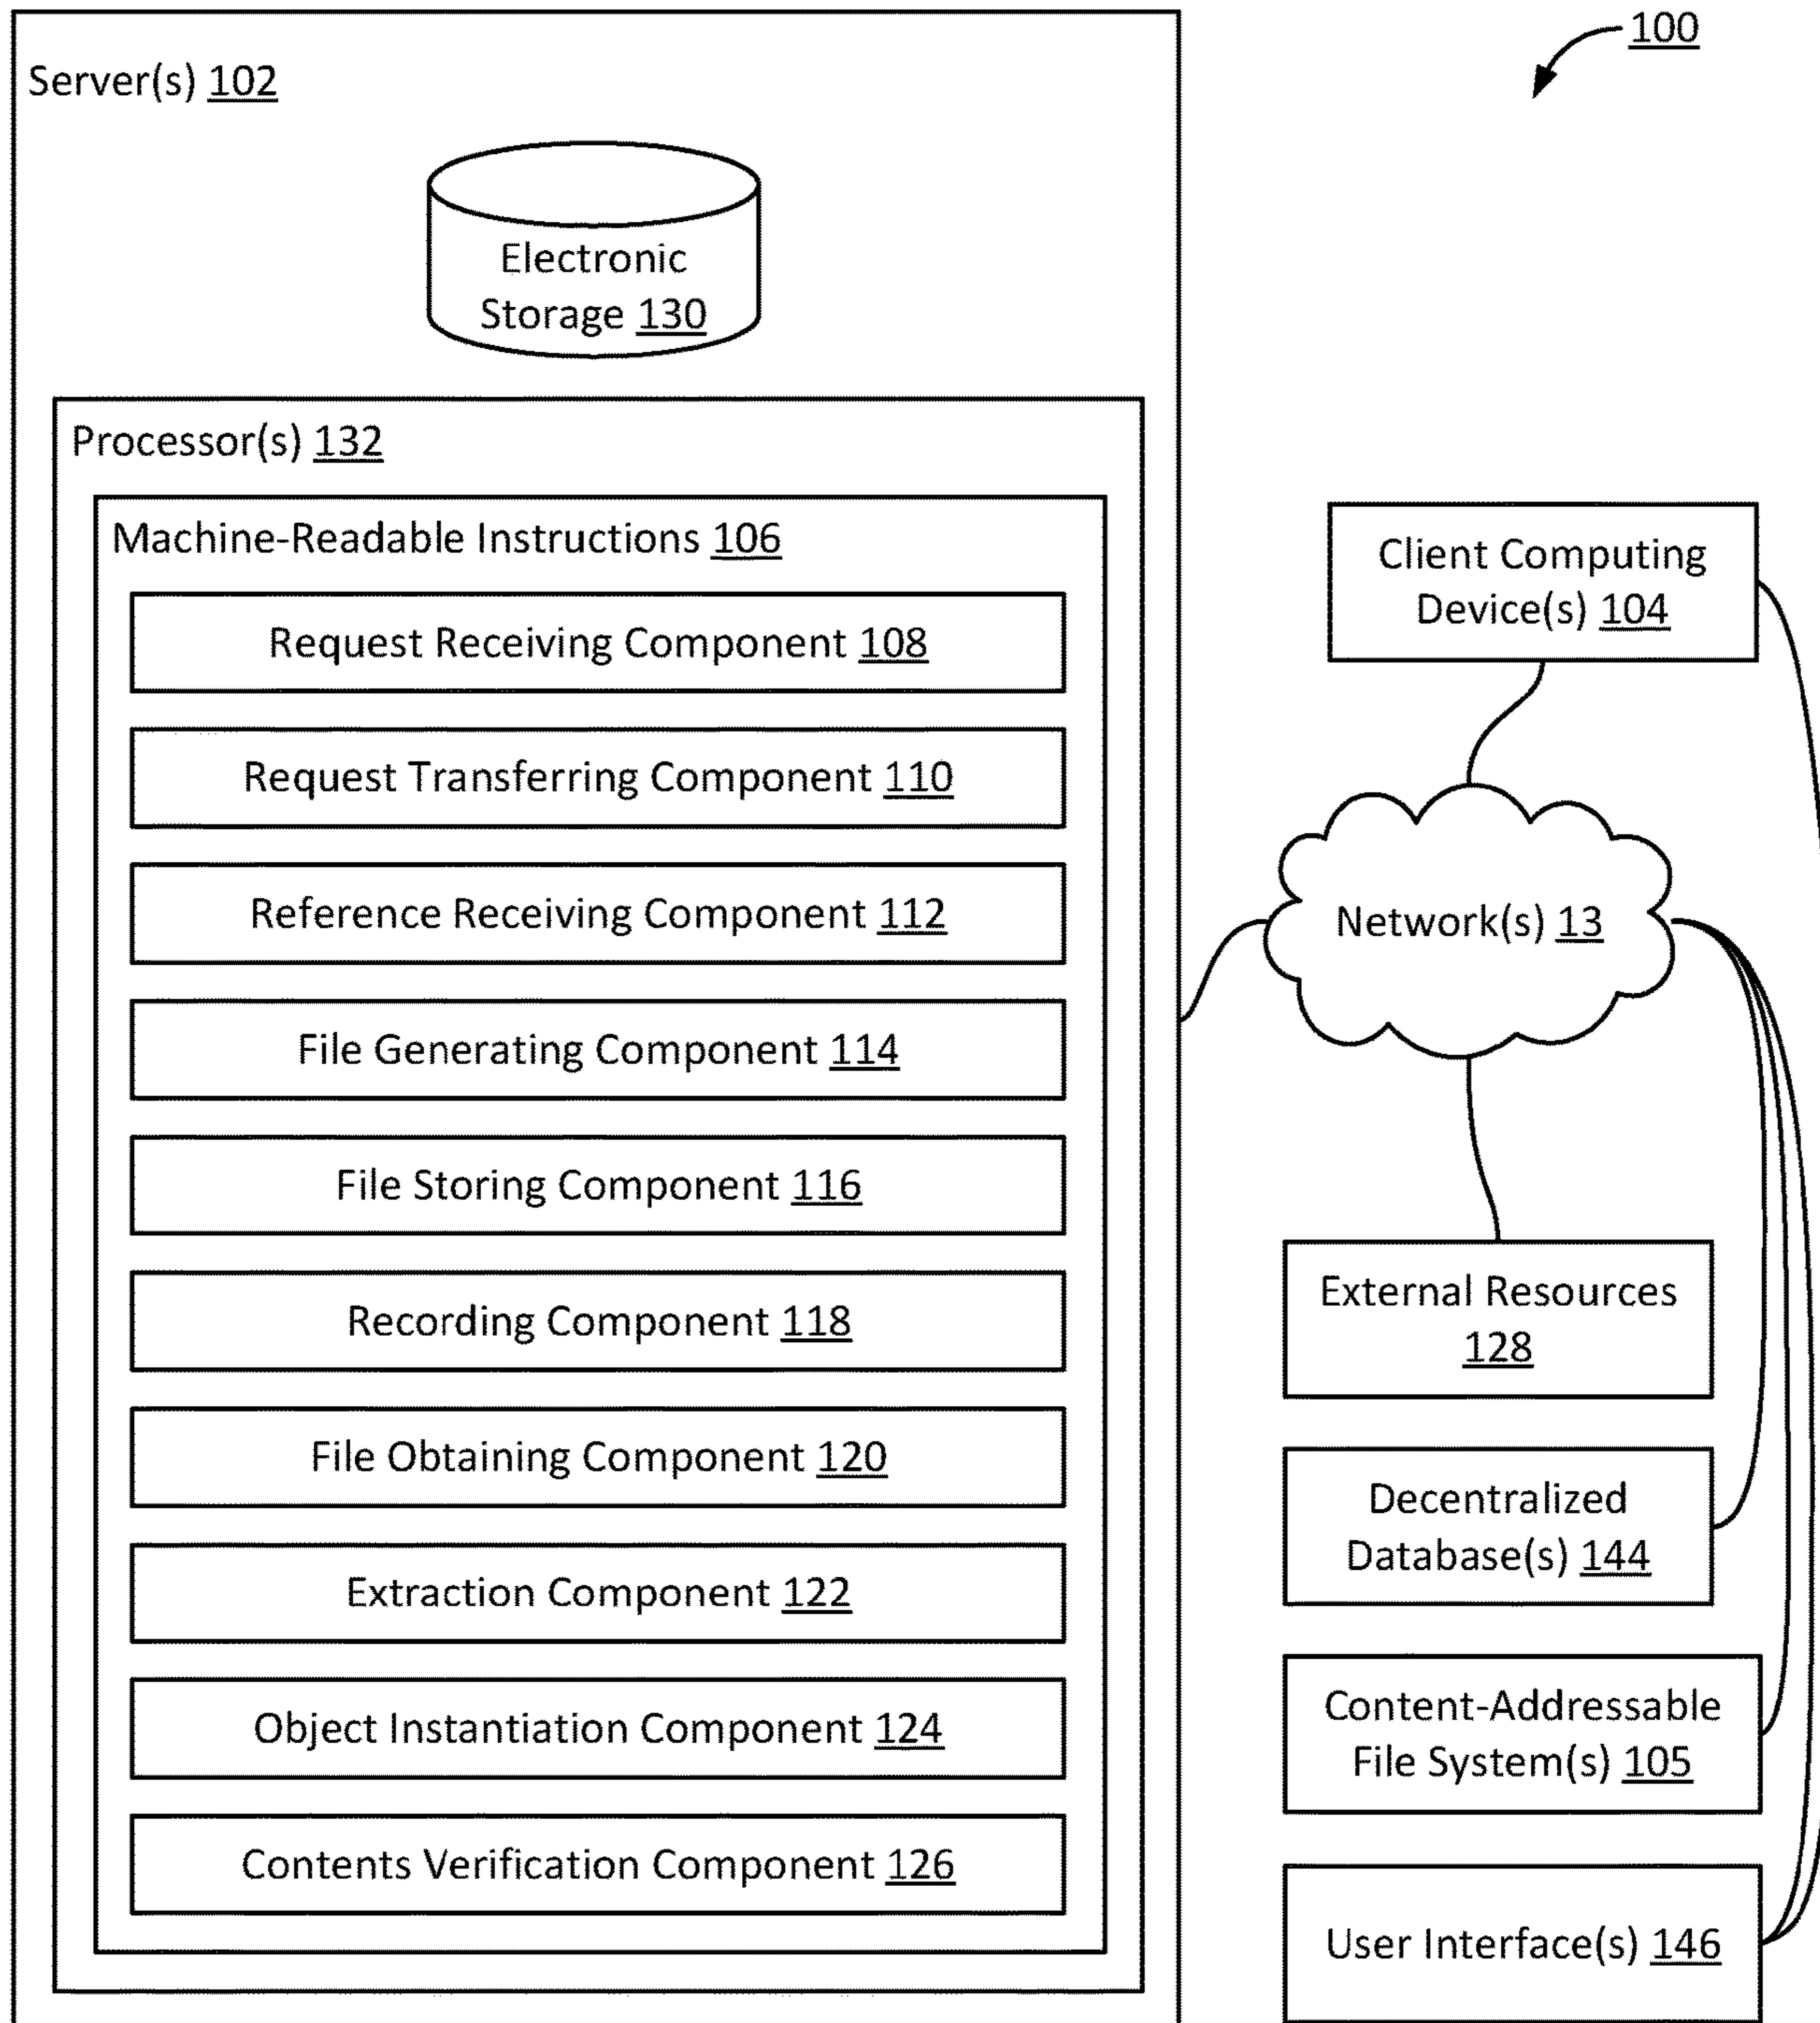 100
Server(s) 102
Electronic
Storage 130
Processor(s) 132
Machine-Readable Instructions 106
Request Receiving Component 108
Request Transferring Component 110
Reference Receiving Component 112
File Generating Component 114
File Storing Component 116
Recording Component 118
File Obtaining Component 120
Extraction Component 122
Object Instantiation Component 124
Contents Verification Component 126
Client Computing
Device(s) 104
Network(s) 13
External Resources
128
Decentralized
Database(s) 144
Content-Addressable
File System(s) 105
User Interface(s) 146